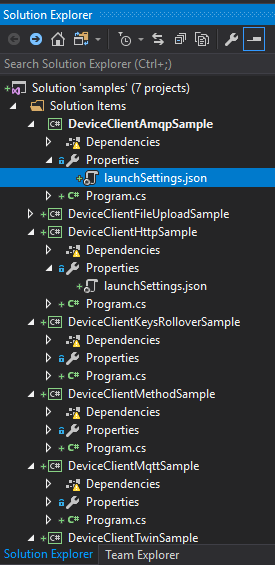 Solution Explorer
Search Solution Explorer (Ctrl+;)
Solution 'samples' (7 projects)
Solution Items
DeviceClientAmqpSample
Dependencies
Properties
launchSettings.json
C# Program.cs
DeviceClientFileUploadSample
DeviceClientHttpSample
Dependencies
Properties
launchSettings.json
C# Program.cs
DeviceClientKeysRolloverSample
Dependencies
Properties
C# Program.cs
DeviceClientMethodSample
Dependencies
Properties
C# Program.cs
DeviceClientMqttSample
Dependencies
Properties
C# Program.cs
DeviceClientTwinSample
Solution Explorer Team Explorer